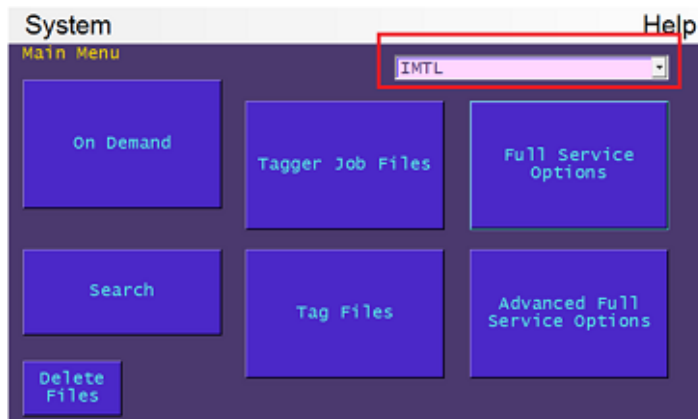 System
Help
Main Menu
IMTL
On Demand
Tagger Job Files
Full Service
Options
Search
Tag Files
Advanced Full
Service Options
Delete
Files